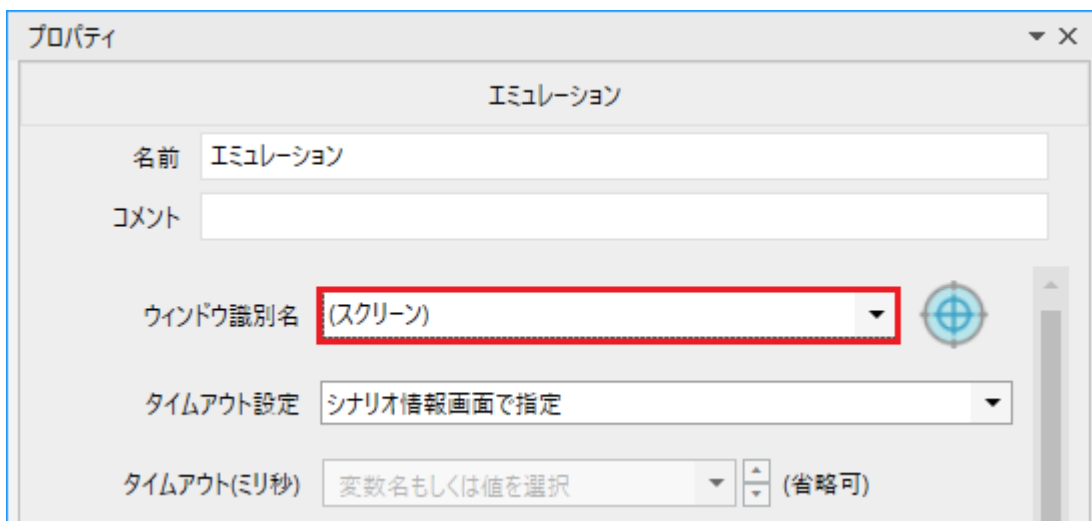 プロパティ
エミュレーション
名前 エミュレーション
コメント
ウィンドウ識別名 (スクリーン)
タイムアウト設定 シナリオ情報画面で指定
タイムアウト(ミリ秒) 変数名もしくは値を選択 (省略可)